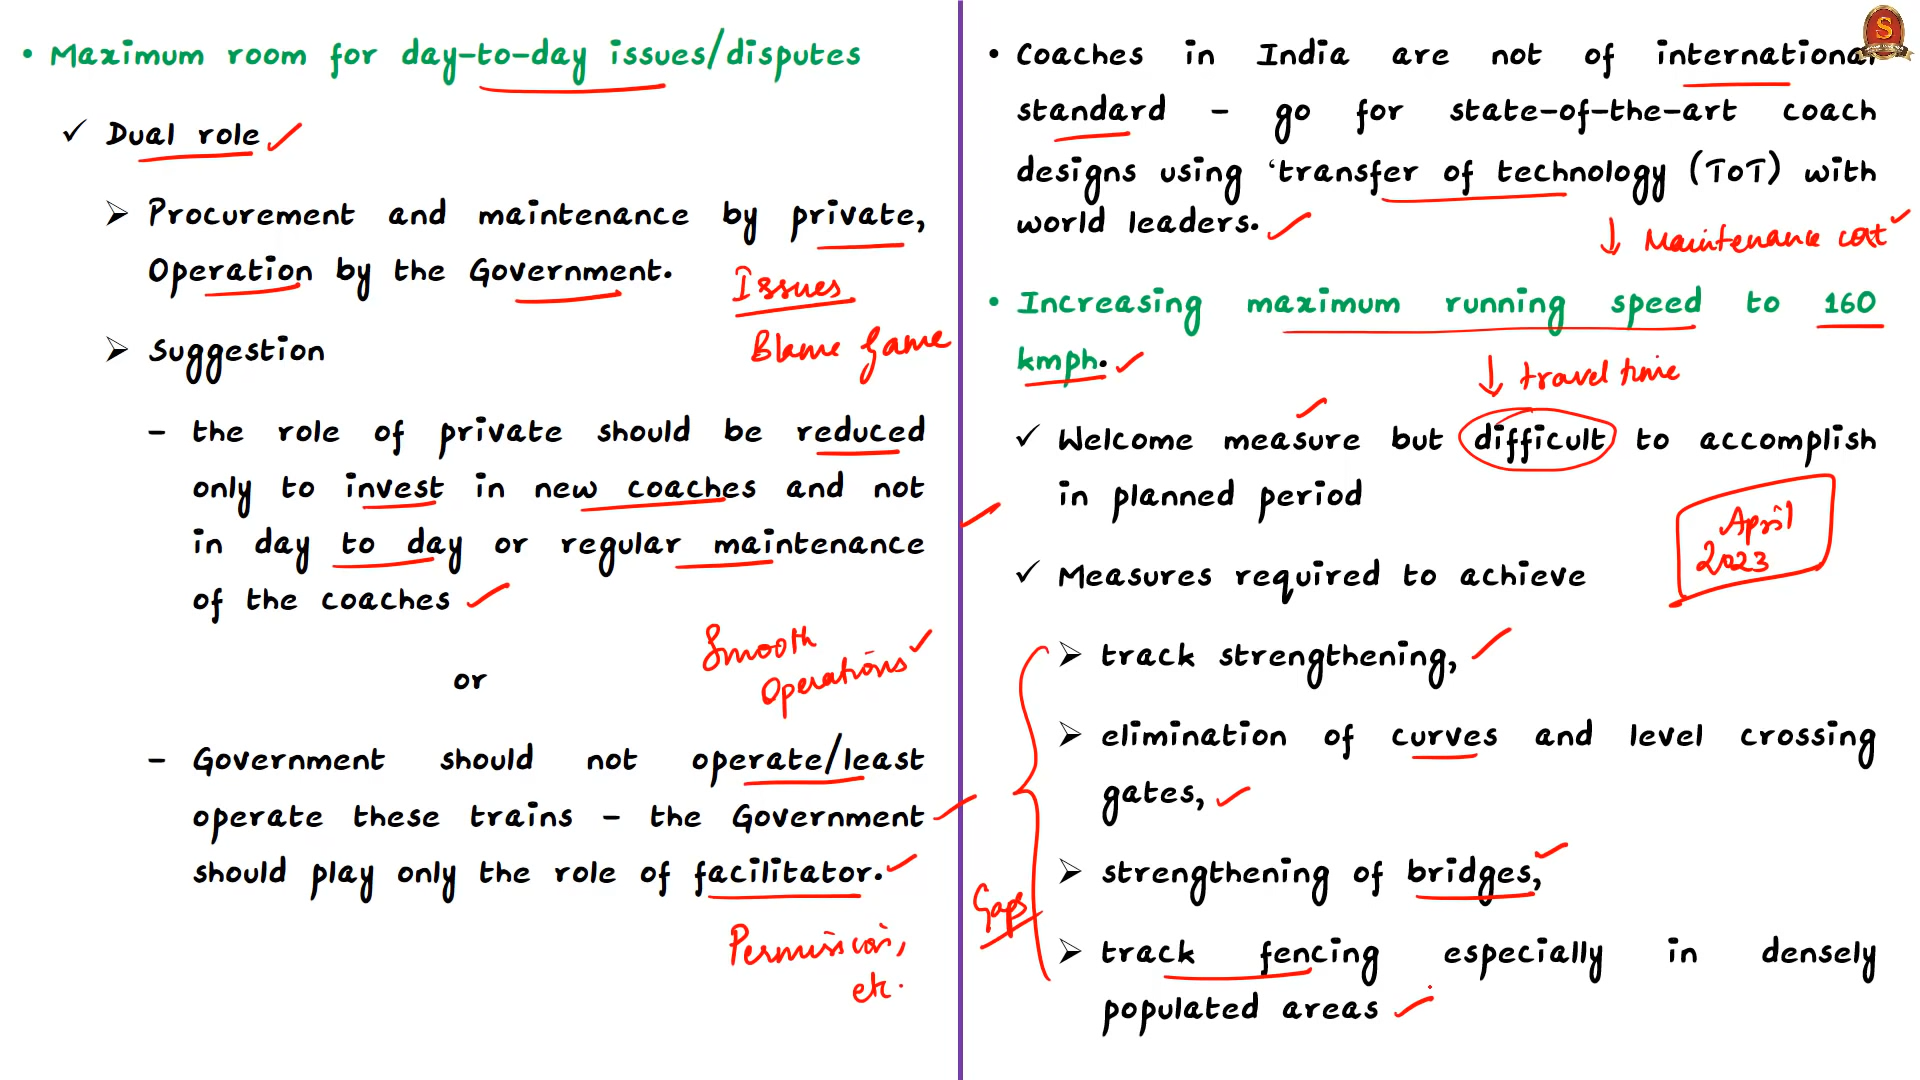 • Maximum room for day-to-day issues/disputes
✓ Dual role
➢ Procurement and maintenance by private,
Operation by the Government.
Issues
Blame Game
➢ Suggestion
– the role of private should be reduced
only to invest in new coaches and not
in day to day or regular maintenance
of the coaches
Smooth
Operations
or
– Government should not operate/least
operate these trains – the Government
should play only the role of facilitator.
Permission,
etc.
S
• Coaches in India are not of international
standard – go for state-of-the-art coach
designs using ‘transfer of technology (ToT) with
world leaders.
↓ Maintenance cost
• Increasing maximum running speed to 160
kmph.
↓ travel time
✓ Welcome measure but difficult to accomplish
in planned period
April
2023
✓ Measures required to achieve
➢ track strengthening,
➢ elimination of curves and level crossing
gates,
➢ strengthening of bridges,
Gaps
➢ track fencing especially in densely
populated areas